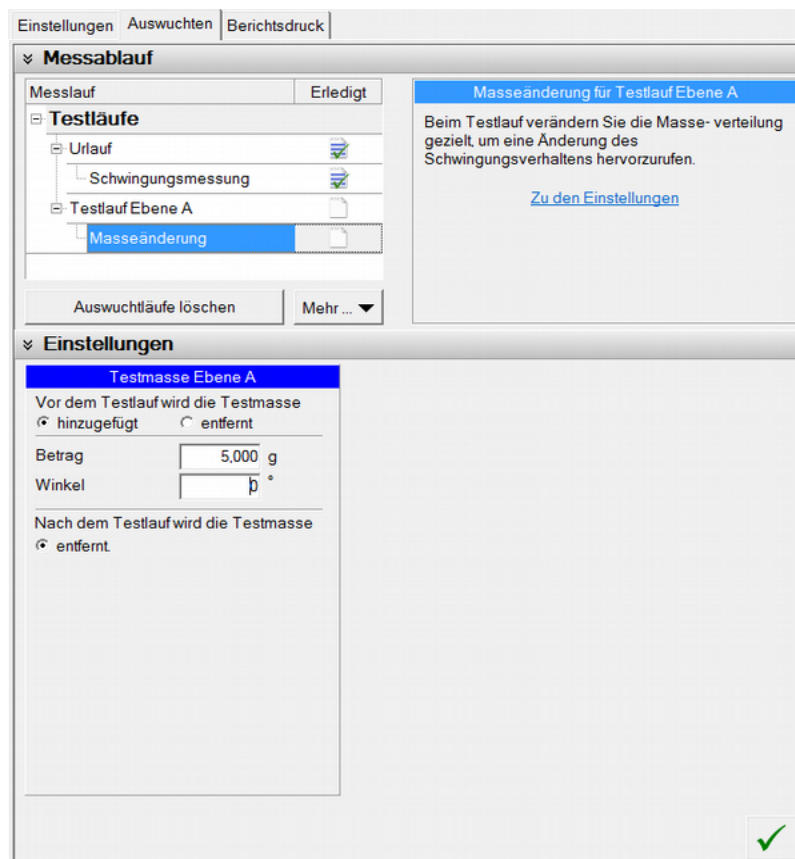 Einstellungen Auswuchten Berichtsdruck
Messablauf
Messlauf Erledigt
Testläufe
Urlauf
Schwingungsmessung
Testlauf Ebene A
Masseänderung
Auswuchtläufe löschen Mehr ...
Masseänderung für Testlauf Ebene A
Beim Testlauf verändern Sie die Masse- verteilung
gezielt, um eine Änderung des
Schwingungsverhaltens hervorzurufen.
Zu den Einstellungen
Einstellungen
Testmasse Ebene A
Vor dem Testlauf wird die Testmasse
hinzugefügt entfernt
Betrag 5,000 g
Winkel 0 °
Nach dem Testlauf wird die Testmasse
entfernt.